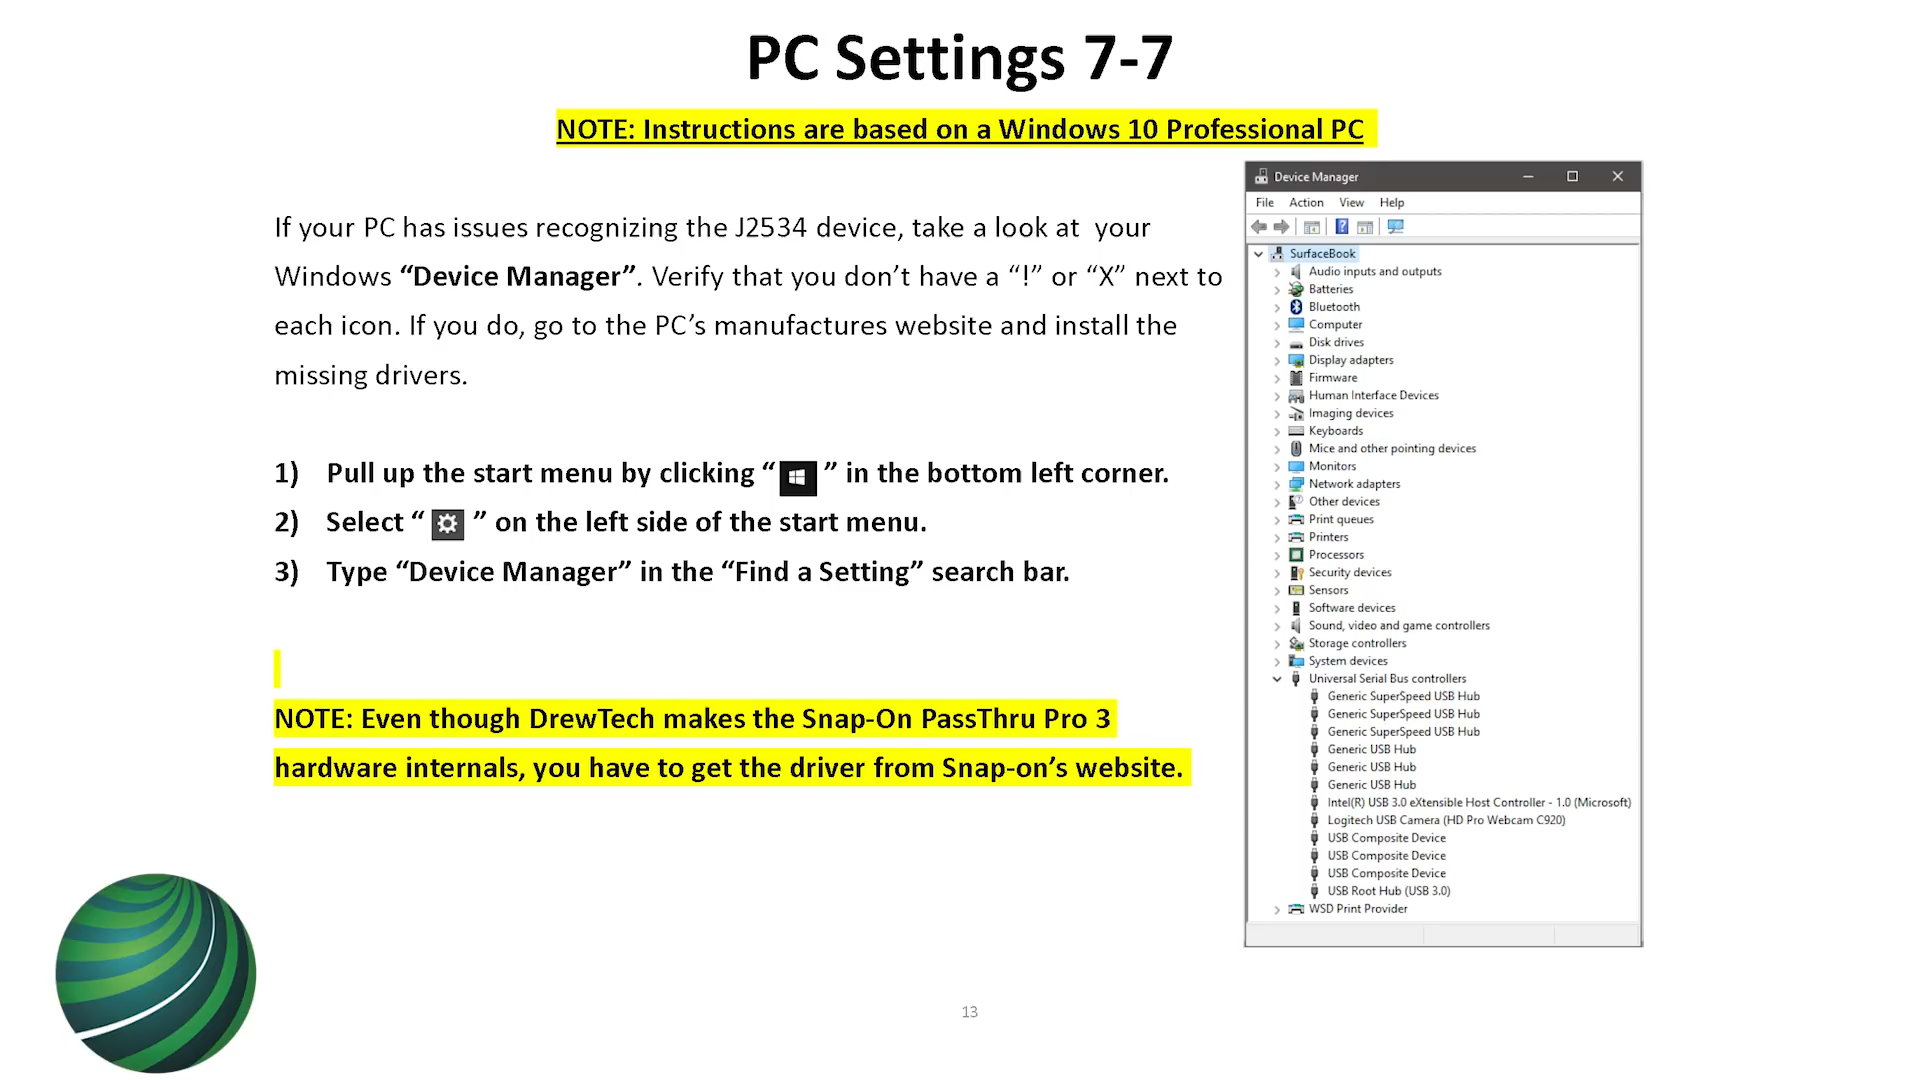 PC Settings 7-7
NOTE: Instructions are based on a Windows 10 Professional PC
If your PC has issues recognizing the J2534 device, take a look at your
Windows “Device Manager”. Verify that you don’t have a “!” or “X” next to
each icon. If you do, go to the PC’s manufactures website and install the
missing drivers.
1) Pull up the start menu by clicking “ ” in the bottom left corner.
2) Select “ ” on the left side of the start menu.
3) Type “Device Manager” in the “Find a Setting” search bar.
NOTE: Even though DrewTech makes the Snap-On PassThru Pro 3
hardware internals, you have to get the driver from Snap-on’s website.
Device Manager
File Action View Help
SurfaceBook
Audio inputs and outputs
Batteries
Bluetooth
Computer
Disk drives
Display adapters
Firmware
Human Interface Devices
Imaging devices
Keyboards
Mice and other pointing devices
Monitors
Network adapters
Other devices
Print queues
Printers
Processors
Security devices
Sensors
Software devices
Sound, video and game controllers
Storage controllers
System devices
Universal Serial Bus controllers
Generic SuperSpeed USB Hub
Generic SuperSpeed USB Hub
Generic SuperSpeed USB Hub
Generic USB Hub
Generic USB Hub
Generic USB Hub
Intel(R) USB 3.0 eXtensible Host Controller - 1.0 (Microsoft)
Logitech USB Camera (HD Pro Webcam C920)
USB Composite Device
USB Composite Device
USB Composite Device
USB Root Hub (USB 3.0)
WSD Print Provider
13